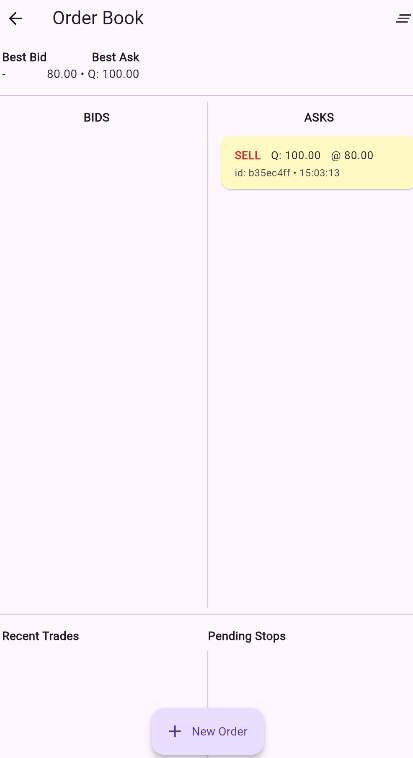 Order Book
Best Bid Best Ask
- 80.00 • Q: 100.00
BIDS ASKS
SELL Q: 100.00 @ 80.00
id: b35ec4ff • 15:03:13
Recent Trades Pending Stops
+ New Order